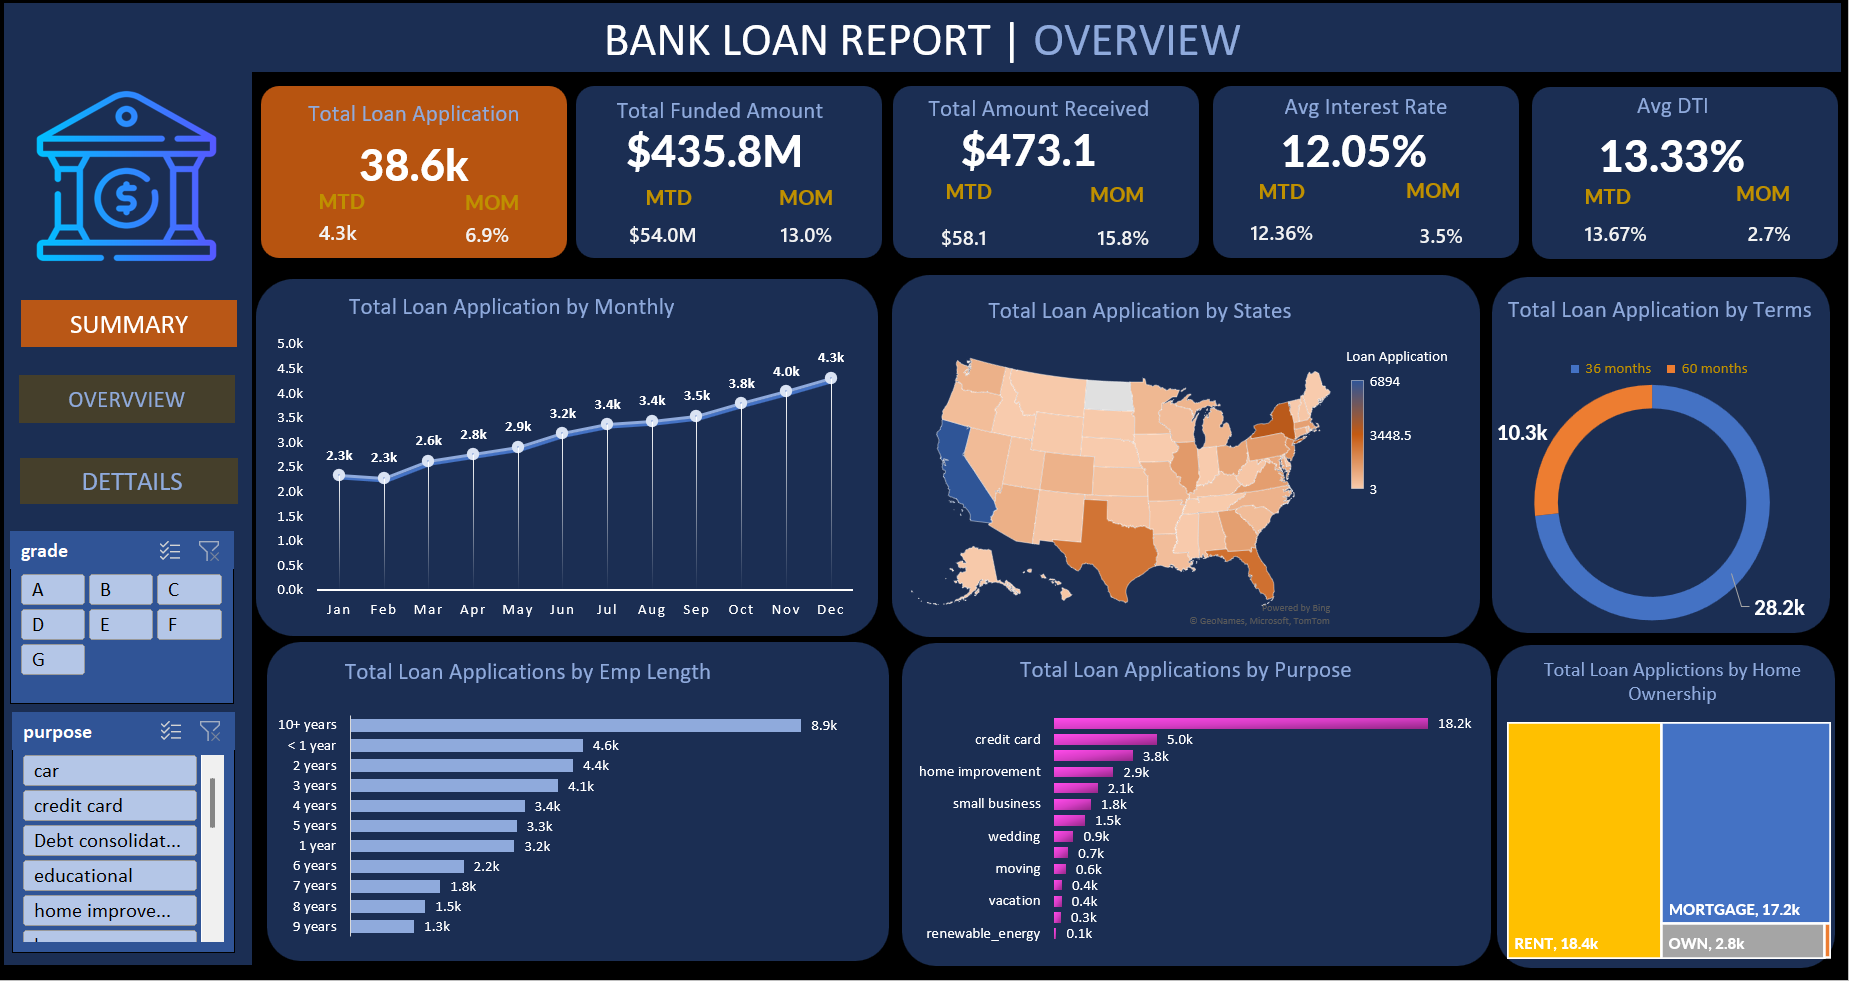 BANK LOAN REPORT | OVERVIEW
Total Loan Application
38.6k
MTD MOM
4.3k 6.9%
Total Funded Amount
$435.8M
MTD MOM
$54.0M 13.0%
Total Amount Received
$473.1
MTD MOM
$58.1 15.8%
Avg Interest Rate
12.05%
MTD MOM
12.36% 3.5%
Avg DTI
13.33%
MTD MOM
13.67% 2.7%
SUMMARY
OVERVVIEW
DETTAILS
grade
A B C
D E F
G
purpose
car
credit card
Debt consolidat...
educational
home improve...
Total Loan Application by Monthly
5.0k
4.5k
4.0k
3.5k
3.0k
2.5k
2.0k
1.5k
1.0k
0.5k
0.0k
2.3k 2.3k 2.6k 2.8k 2.9k 3.2k 3.4k 3.4k 3.5k 3.8k 4.0k 4.3k
Jan Feb Mar Apr May Jun Jul Aug Sep Oct Nov Dec
Total Loan Application by States
Loan Application
6894
3448.5
3
Powered by Bing
© GeoNames, Microsoft, TomTom
Total Loan Application by Terms
36 months 60 months
10.3k
28.2k
Total Loan Applications by Emp Length
10+ years 8.9k
< 1 year 4.6k
2 years 4.4k
3 years 4.1k
4 years 3.4k
5 years 3.3k
1 year 3.2k
6 years 2.2k
7 years 1.8k
8 years 1.5k
9 years 1.3k
Total Loan Applications by Purpose
18.2k
credit card 5.0k
3.8k
home improvement 2.9k
2.1k
small business 1.8k
1.5k
wedding 0.9k
0.7k
moving 0.6k
0.4k
vacation 0.4k
0.3k
renewable_energy 0.1k
Total Loan Applictions by Home
Ownership
MORTGAGE, 17.2k
RENT, 18.4k
OWN, 2.8k